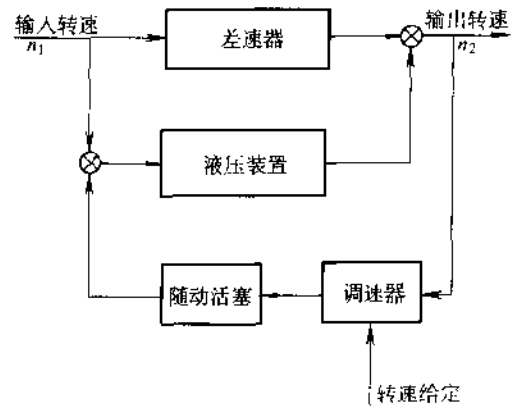 输入转速
n₁
差速器
输出转速
n₂
液压装置
随动活塞
调速器
转速给定